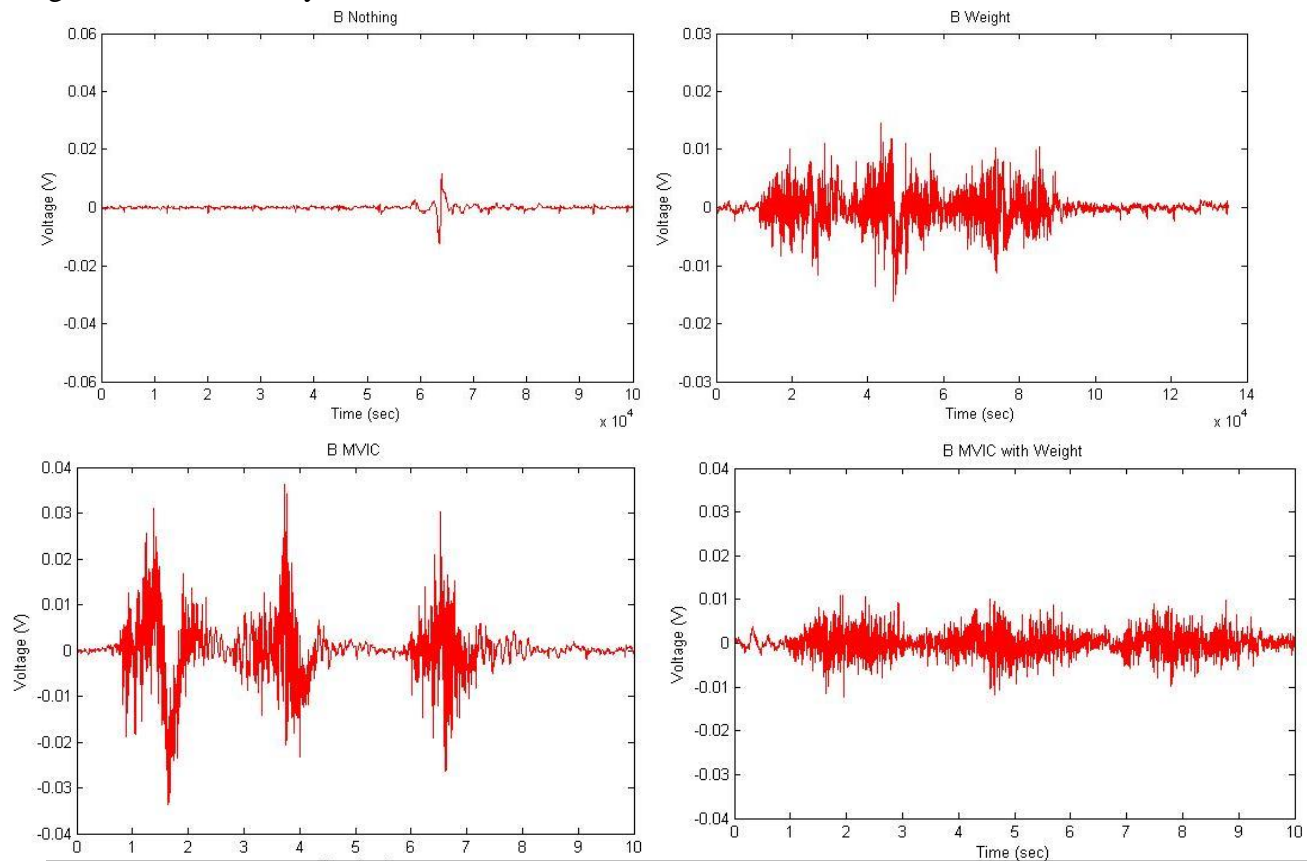 B Nothing
0.06
0.04
0.02
0
-0.02
-0.04
-0.06
Voltage (V)
0 1 2 3 4 5 6 7 8 9 10
Time (sec)
x 10^4
B Weight
0.03
0.02
0.01
0
-0.01
-0.02
-0.03
Voltage (V)
0 2 4 6 8 10 12 14
Time (sec)
x 10^4
B MVIC
0.04
0.03
0.02
0.01
0
-0.01
-0.02
-0.03
-0.04
Voltage (V)
0 1 2 3 4 5 6 7 8 9 10
B MVIC with Weight
0.04
0.03
0.02
0.01
0
-0.01
-0.02
-0.03
-0.04
Voltage (V)
0 1 2 3 4 5 6 7 8 9 10
Time (sec)